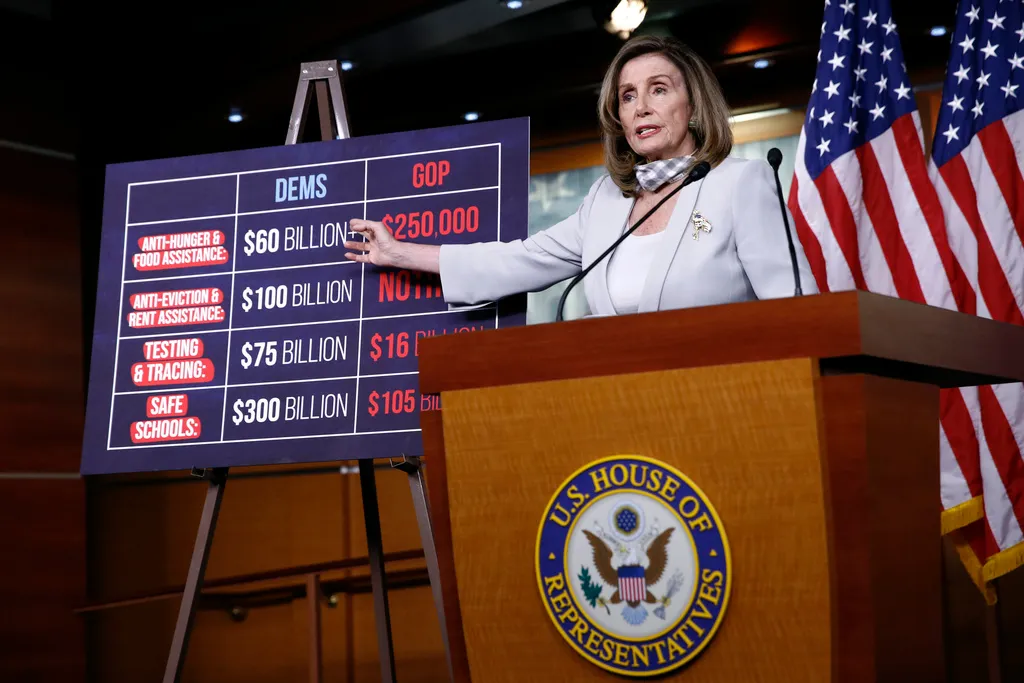 DEMS
GOP
ANTI-HUNGER &
FOOD ASSISTANCE:
$60 BILLION+
$250,000
ANTI-EVICTION &
RENT ASSISTANCE:
$100 BILLION
TESTING
& TRACING:
$75 BILLION
$16
SAFE
SCHOOLS:
$300 BILLION
$105
U.S. HOUSE OF
REPRESENTATIVES